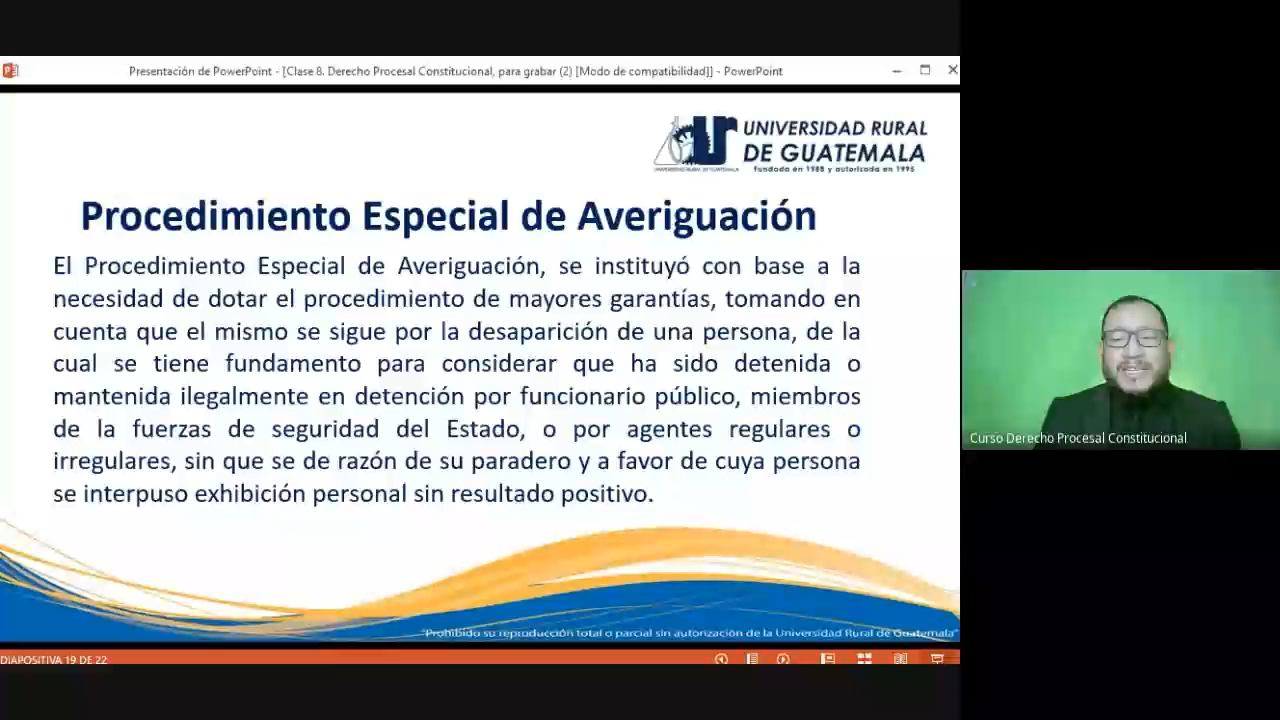 Presentación de PowerPoint - [Clase 8. Derecho Procesal Constitucional, para grabar (2) [Modo de compatibilidad]] - PowerPoint
UNIVERSIDAD RURAL
DE GUATEMALA
Fundada en 1988 y autorizada en 1995
UNIVERSIDAD RURAL DE GUATEMALA
Procedimiento Especial de Averiguación
El Procedimiento Especial de Averiguación, se instituyó con base a la
necesidad de dotar el procedimiento de mayores garantías, tomando en
cuenta que el mismo se sigue por la desaparición de una persona, de la
cual se tiene fundamento para considerar que ha sido detenida o
mantenida ilegalmente en detención por funcionario público, miembros
de la fuerzas de seguridad del Estado, o por agentes regulares o
irregulares, sin que se de razón de su paradero y a favor de cuya persona
se interpuso exhibición personal sin resultado positivo.
"Prohibido su reproducción total o parcial sin autorización de la Universidad Rural de Guatemala"
DIAPOSITIVA 19 DE 22
Curso Derecho Procesal Constitucional